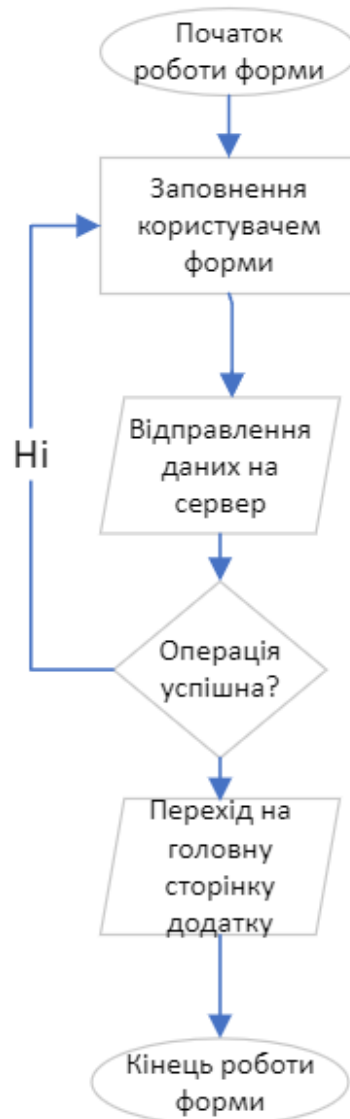 Початок
роботи форми
Заповнення
користувачем
форми
Відправлення
даних на
сервер
Ні
Операція
успішна?
Перехід на
головну
сторінку
додатку
Кінець роботи
форми